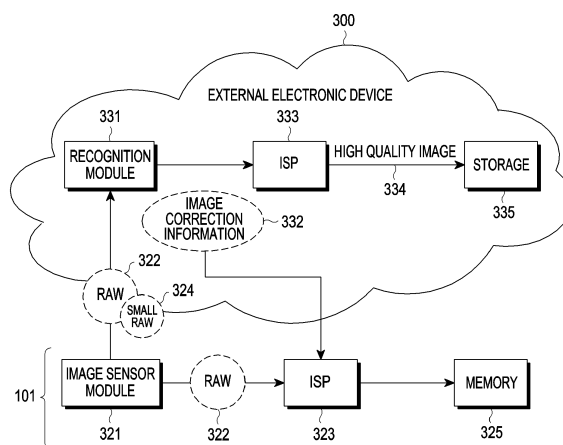 300
EXTERNAL ELECTRONIC DEVICE
331
333
RECOGNITION
MODULE
ISP
HIGH QUALITY IMAGE
334
STORAGE
335
IMAGE
CORRECTION
INFORMATION
332
322
324
RAW
SMALL
RAW
101
IMAGE SENSOR
MODULE
321
RAW
322
ISP
323
MEMORY
325